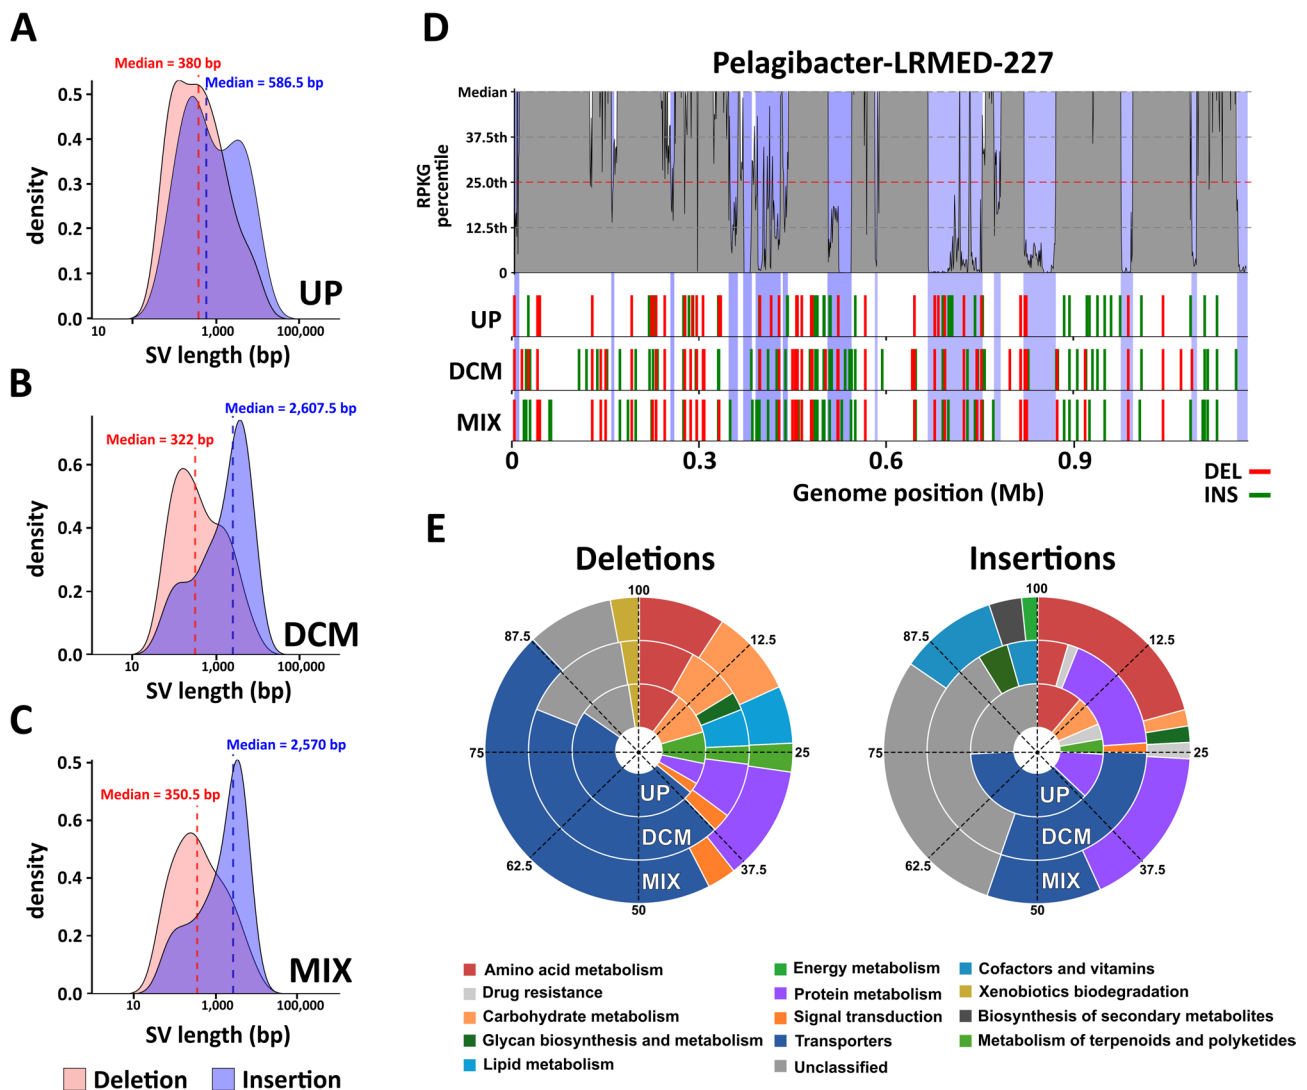 A
Median = 380 bp
Median = 586.5 bp
0.5
0.4
0.3
0.2
0.1
0.0
density
UP
10
1,000
100,000
SV length (bp)
B
Median = 2,607.5 bp
Median = 322 bp
0.6
0.4
0.2
0.0
density
DCM
10
1,000
100,000
SV length (bp)
C
Median = 2,570 bp
Median = 350.5 bp
0.5
0.6
0.4
0.2
0.0
density
MIX
10
1,000
100,000
SV length (bp)
Deletion
Insertion
D
Pelagibacter-LRMED-227
Median
37.5th
25.0th
12.5th
0
RPKG
percentile
UP
DCM
MIX
0
0.3
0.6
0.9
Genome position (Mb)
DEL
INS
E
Deletions
100
12.5
25
37.5
50
62.5
75
87.5
UP
DCM
MIX
Insertions
100
12.5
25
37.5
50
62.5
75
87.5
UP
DCM
MIX
Amino acid metabolism
Drug resistance
Carbohydrate metabolism
Glycan biosynthesis and metabolism
Lipid metabolism
Energy metabolism
Protein metabolism
Signal transduction
Transporters
Unclassified
Cofactors and vitamins
Xenobiotics biodegradation
Biosynthesis of secondary metabolites
Metabolism of terpenoids and polyketides